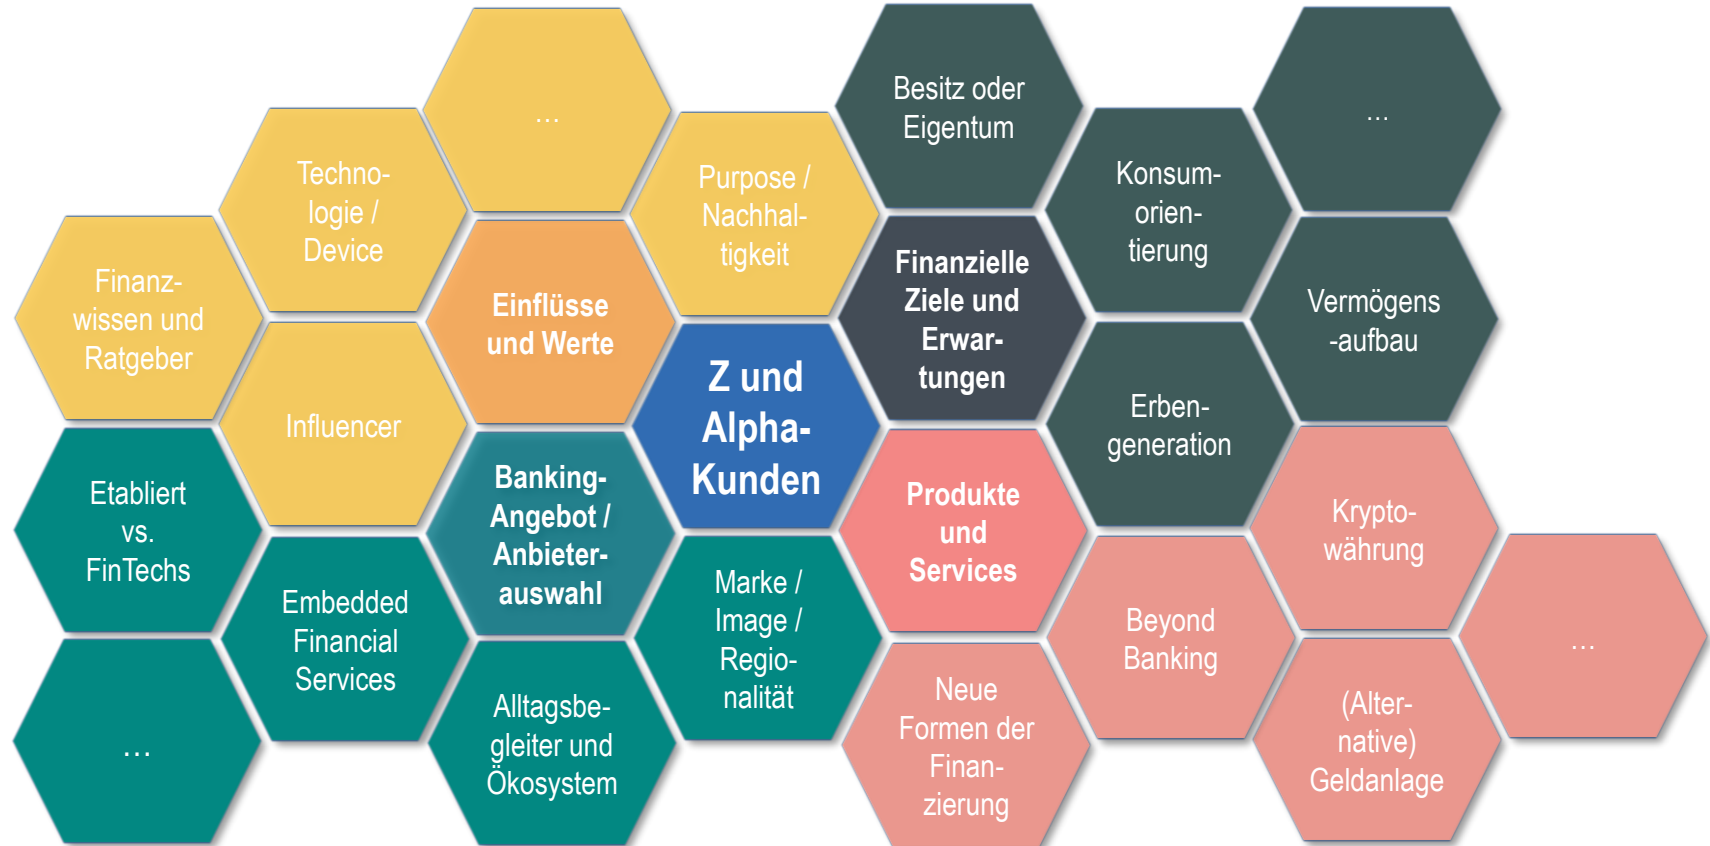 …
Techno-
logie /
Device
Purpose /
Nachhal-
tigkeit
Finanz-
wissen und
Ratgeber
Einflüsse
und Werte
Influencer
Besitz oder
Eigentum
Konsum-
orien-
tierung
…
Finanzielle
Ziele und
Erwar-
tungen
Vermögens
-aufbau
Erben-
generation
Z und
Alpha-
Kunden
Etabliert
vs.
FinTechs
Banking-
Angebot /
Anbieter-
auswahl
Embedded
Financial
Services
Marke /
Image /
Regio-
nalität
…
Alltagsbe-
gleiter und
Ökosystem
Produkte
und
Services
Krypto-
währung
Beyond
Banking
…
Neue
Formen der
Finan-
zierung
(Alter-
native)
Geldanlage